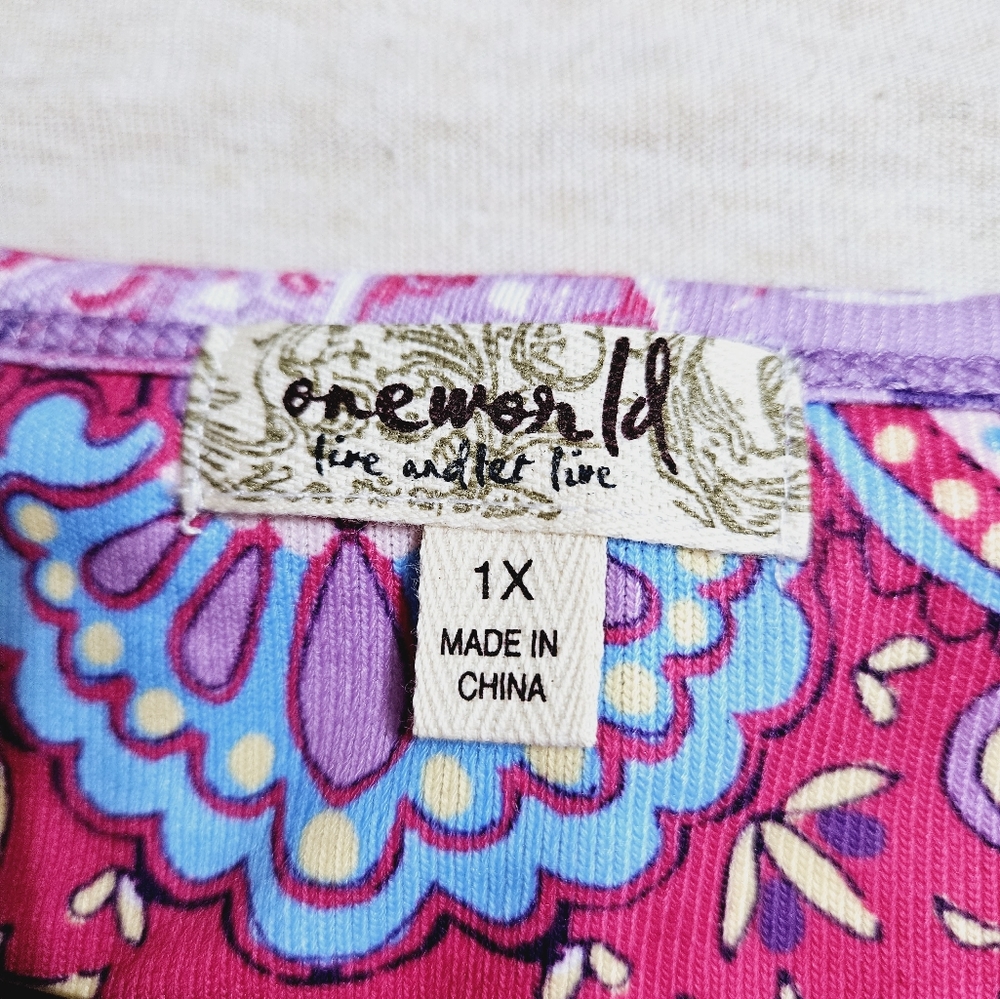 oneworld
live and let live
1X
MADE IN
CHINA